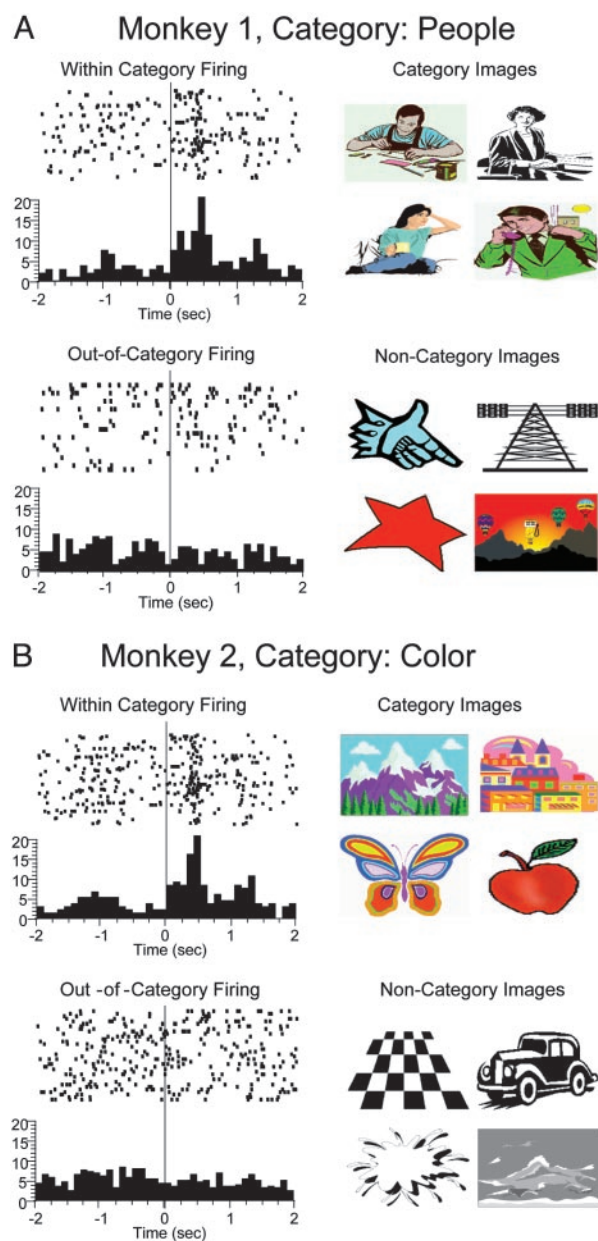 A Monkey 1, Category: People
Within Category Firing
Category Images
20
15
10
5
0
-2 -1 0 1 2
Time (sec)
Out-of-Category Firing
Non-Category Images
20
15
10
5
0
-2 -1 0 1 2
Time (sec)
B Monkey 2, Category: Color
Within Category Firing
Category Images
20
15
10
5
0
-2 -1 0 1 2
Time (sec)
Out -of -Category Firing
Non-Category Images
20
15
10
5
0
-2 -1 0 1 2
Time (sec)